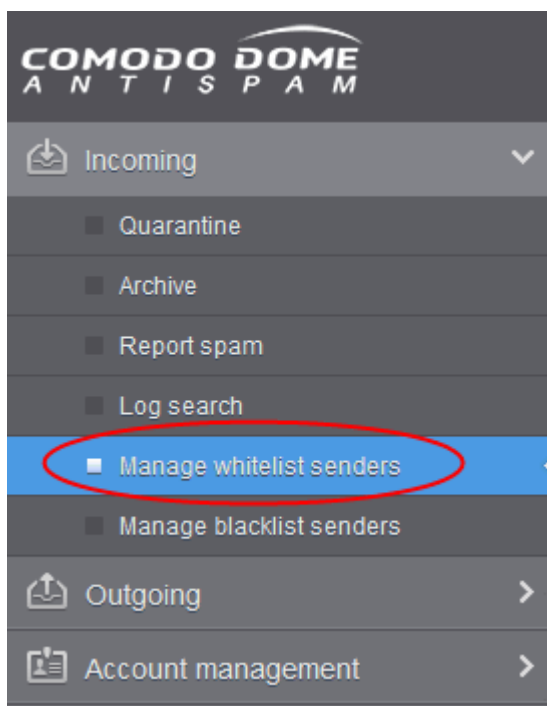 COMODO DOME
ANTISPAM
Incoming
Quarantine
Archive
Report spam
Log search
Manage whitelist senders
Manage blacklist senders
Outgoing
Account management